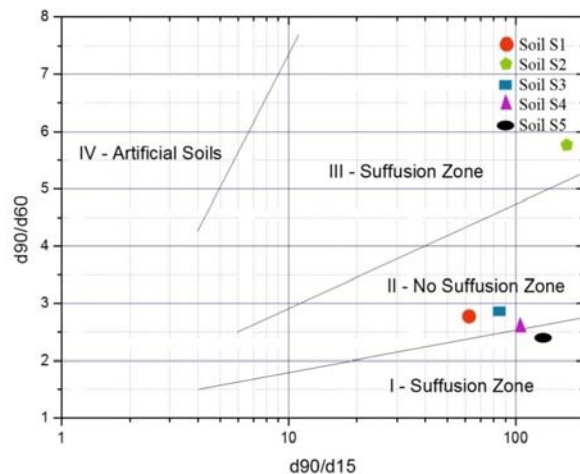 8
7
6
5
4
3
2
1
d90/d60
Soil S1
Soil S2
Soil S3
Soil S4
Soil S5
IV - Artificial Soils
III - Suffusion Zone
II - No Suffusion Zone
I - Suffusion Zone
1
10
100
d90/d15